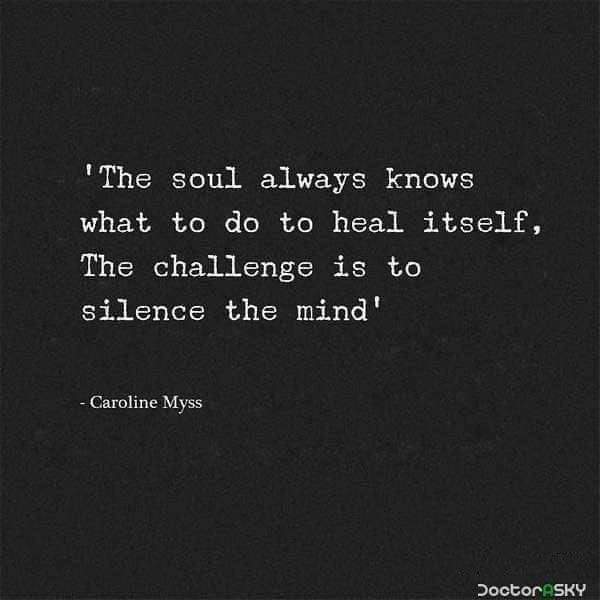 'The soul always knows
what to do to heal itself,
The challenge is to
silence the mind'
- Caroline Myss
DoctorASKY